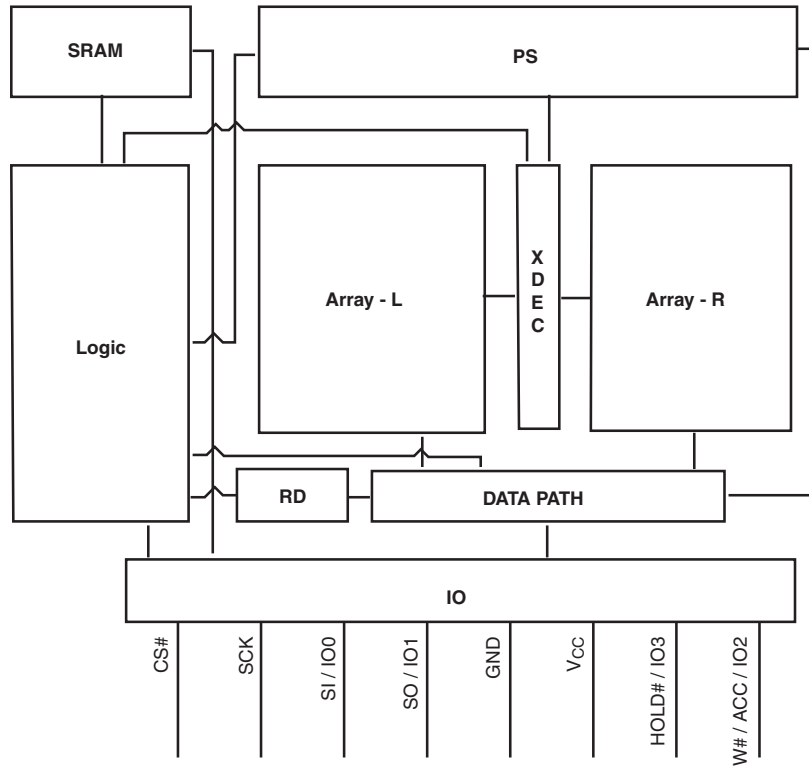 SRAM
PS
Logic
Array - L
X
D
E
C
Array - R
RD
DATA PATH
IO
CS#
SCK
SI / IO0
SO / IO1
GND
VCC
HOLD# / IO3
W# / ACC / IO2